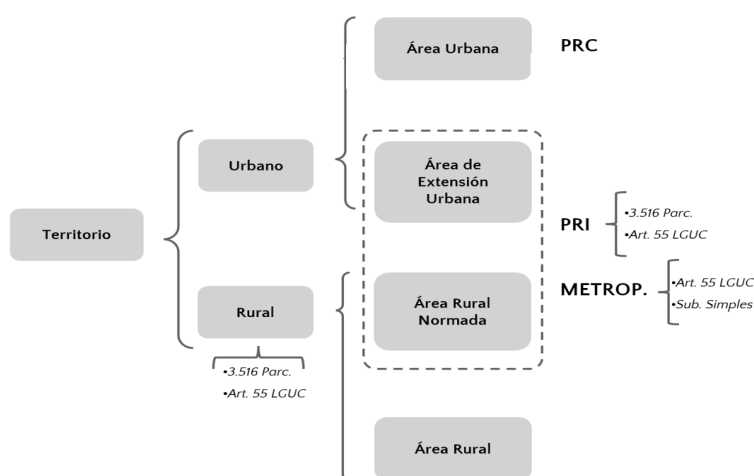 Territorio
Urbano
Rural
•3.516 Parc.
•Art. 55 LGUC
Área Urbana
PRC
Área de
Extensión
Urbana
PRI
•3.516 Parc.
•Art. 55 LGUC
Área Rural
Normada
METROP.
•Art. 55 LGUC
•Sub. Simples
Área Rural